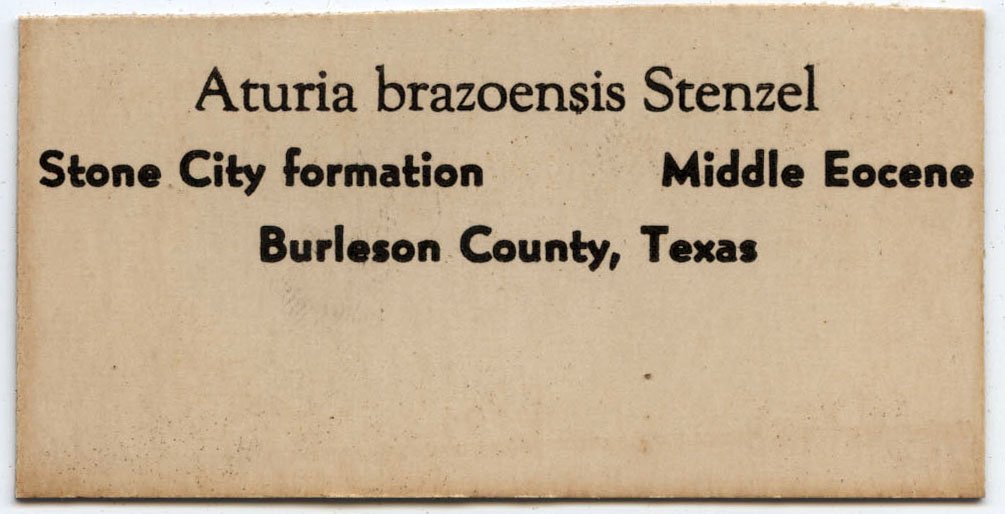 Aturia brazoensis Stenzel
Stone City formation Middle Eocene
Burleson County, Texas